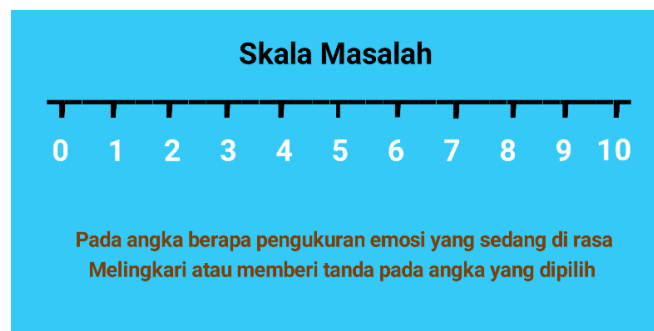 Skala Masalah
0 1 2 3 4 5 6 7 8 9 10
Pada angka berapa pengukuran emosi yang sedang di rasa
Melingkari atau memberi tanda pada angka yang dipilih